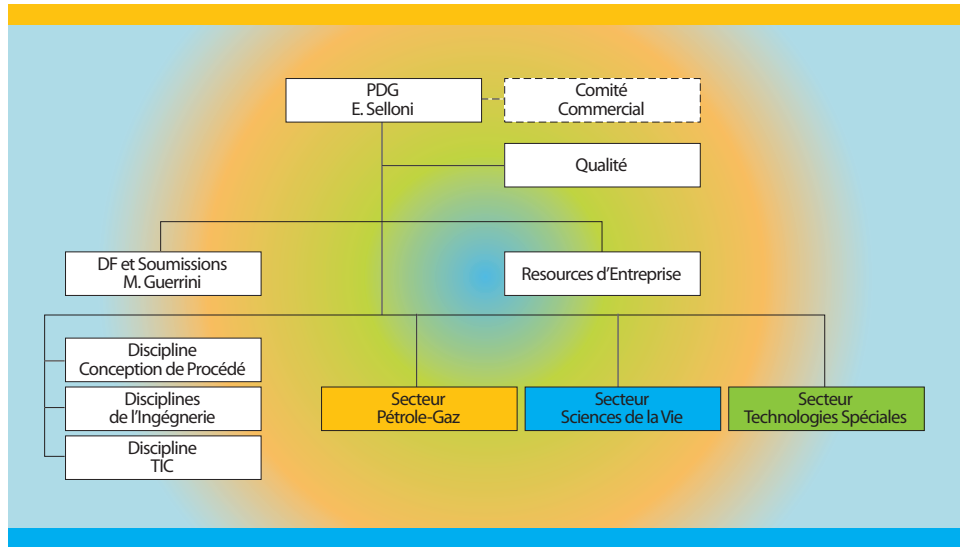 PDG
E. Selloni
Comité
Commercial
Qualité
DF et Soumissions
M. Guerrini
Resources d’Entreprise
Discipline
Conception de Procédé
Disciplines
de l’Ingégnerie
Discipline
TIC
Secteur
Pétrole-Gaz
Secteur
Sciences de la Vie
Secteur
Technologies Spéciales